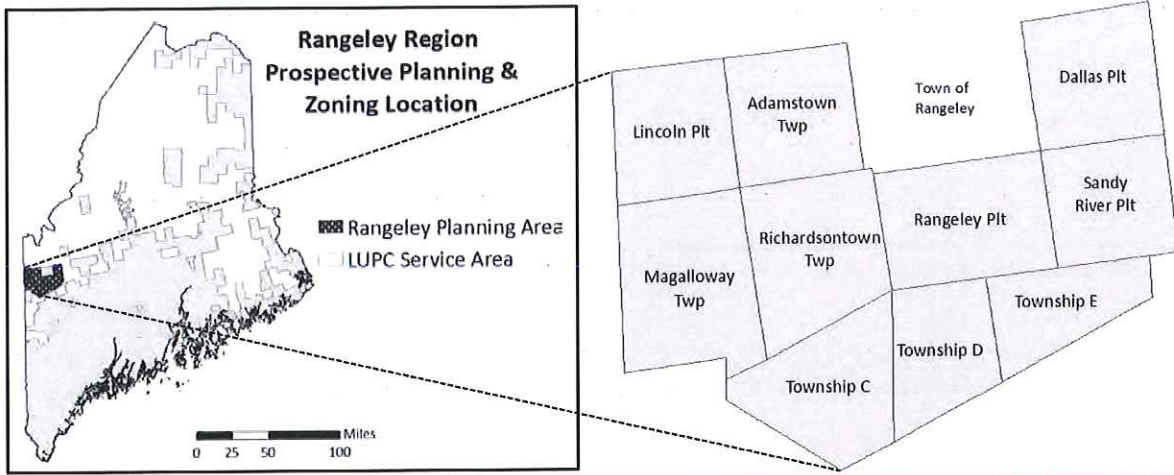 Rangeley Region
Prospective Planning &
Zoning Location
Rangeley Planning Area
LUPC Service Area
Miles
0 25 50 100
Dallas Plt
Town of
Rangeley
Adamstown
Twp
Lincoln Plt
Sandy
River Plt
Rangeley Plt
Richardsontown
Twp
Magalloway
Twp
Township E
Township D
Township C